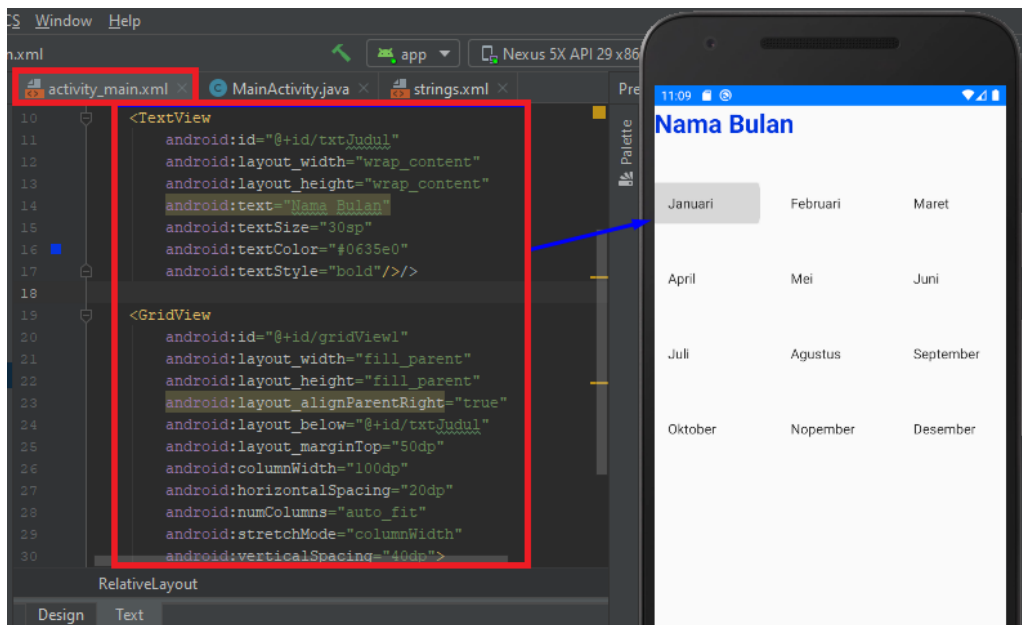 CS Window Help
n.xml
app
Nexus 5X API 29 x86
activity_main.xml
MainActivity.java
strings.xml
Pre
Palette
10 <TextView
11 android:id="@+id/txtJudul"
12 android:layout_width="wrap_content"
13 android:layout_height="wrap_content"
14 android:text="Nama Bulan"
15 android:textSize="30sp"
16 android:textColor="#0635e0"
17 android:textStyle="bold"/>/>
18
19 <GridView
20 android:id="@+id/gridView1"
21 android:layout_width="fill_parent"
22 android:layout_height="fill_parent"
23 android:layout_alignParentRight="true"
24 android:layout_below="@+id/txtJudul"
25 android:layout_marginTop="50dp"
26 android:columnWidth="100dp"
27 android:horizontalSpacing="20dp"
28 android:numColumns="auto_fit"
29 android:stretchMode="columnWidth"
30 android:verticalSpacing="40dp">
RelativeLayout
Design Text
11:09
Nama Bulan
Januari Februari Maret
April Mei Juni
Juli Agustus September
Oktober Nopember Desember